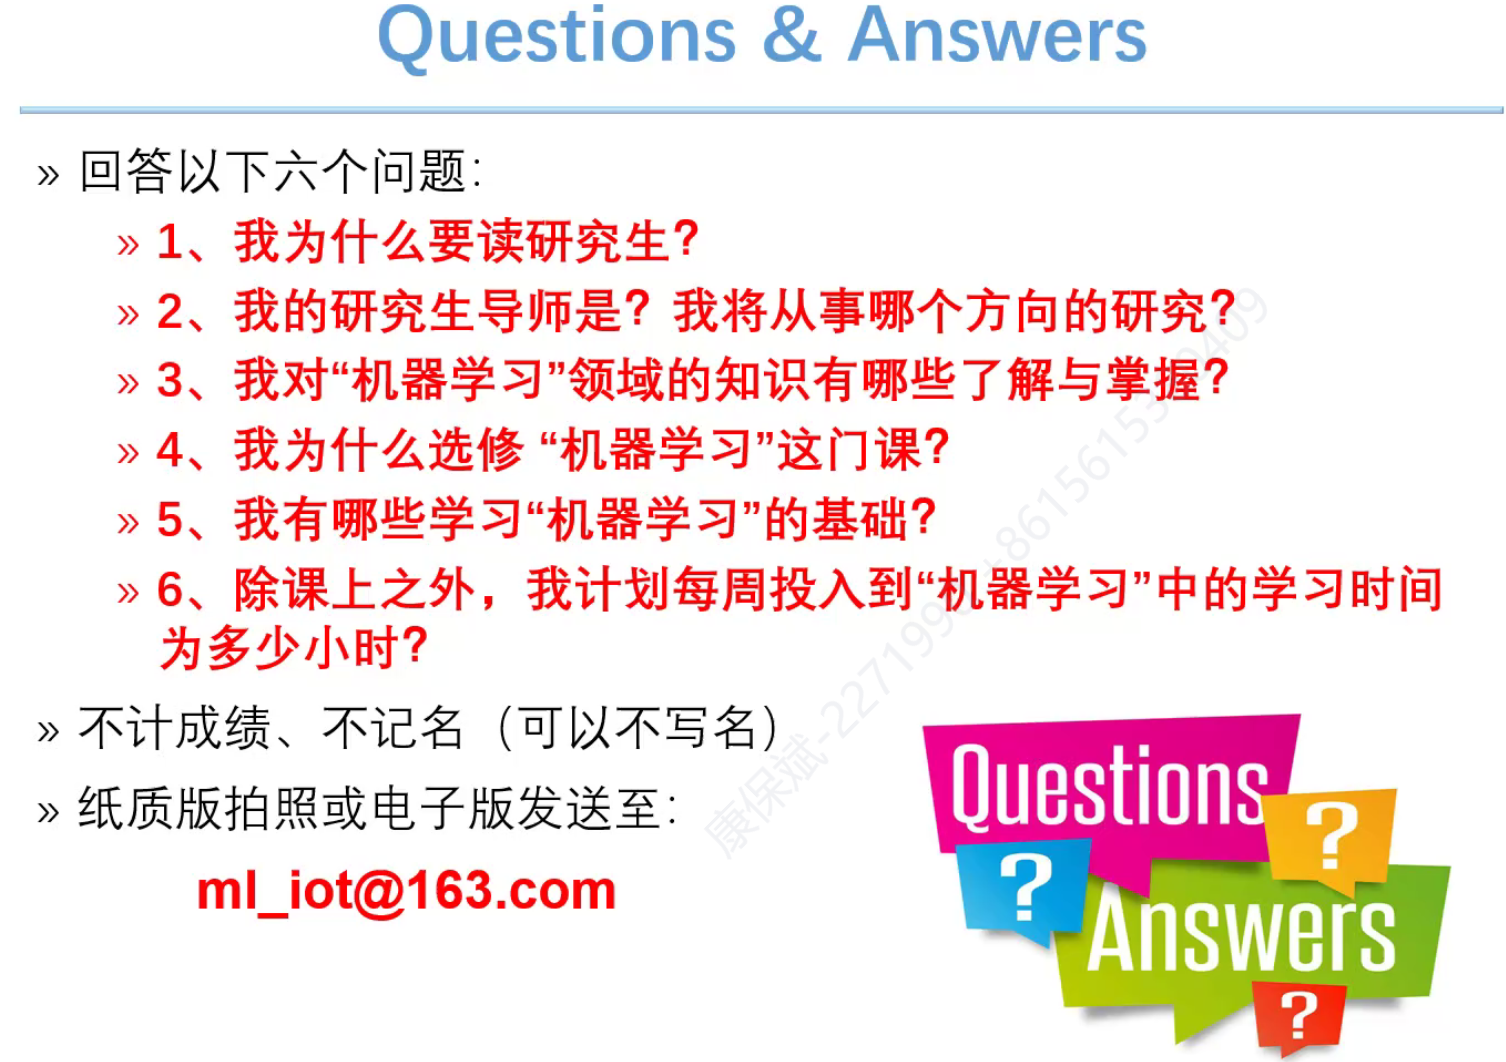 Questions & Answers
» 回答以下六个问题：
» 1、我为什么要读研究生？
» 2、我的研究生导师是？我将从事哪个方向的研究？
» 3、我对“机器学习”领域的知识有哪些了解与掌握？
» 4、我为什么选修 “机器学习”这门课？
» 5、我有哪些学习“机器学习”的基础？
» 6、除课上之外，我计划每周投入到“机器学习”中的学习时间
为多少小时？
» 不计成绩、不记名（可以不写名）
» 纸质版拍照或电子版发送至：
ml_iot@163.com
Questions
?
?
Answers
?